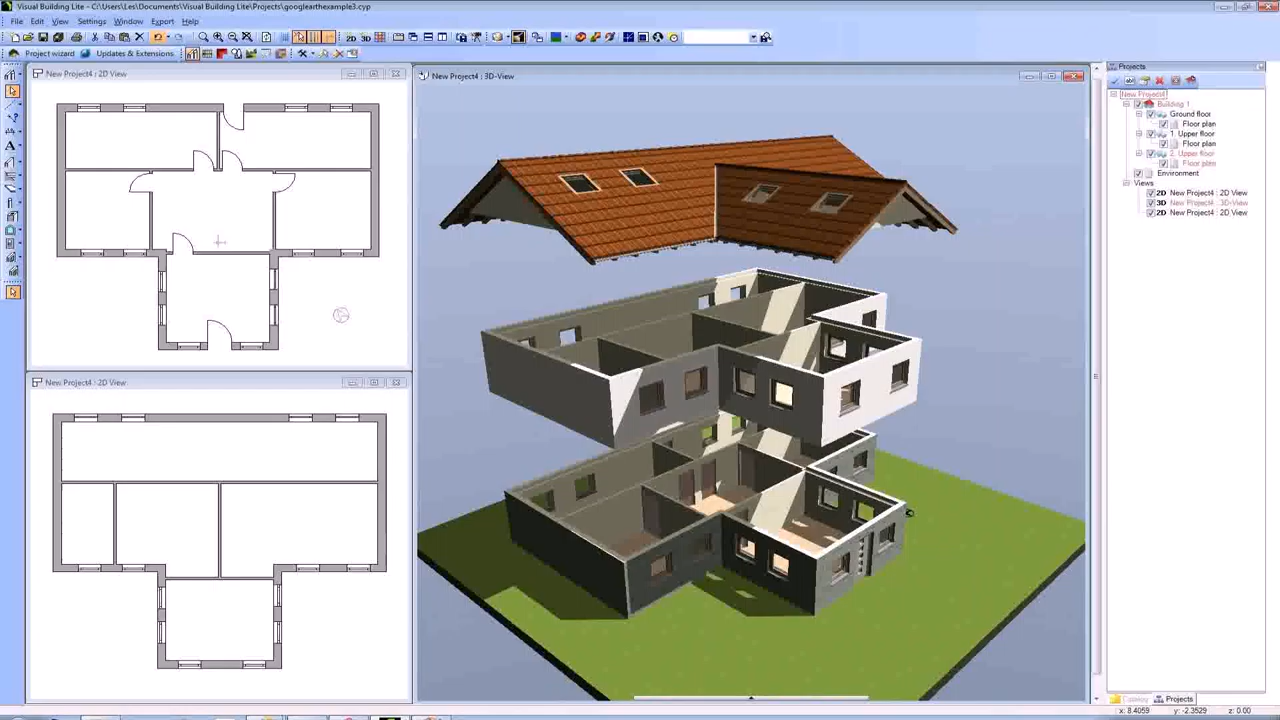 Visual Building Lite - C:\Users\Les\Documents\Visual Building Lite\Projects\googlearthexample3.cyp
File Edit View Settings Window Export Help
2D 3D
Project wizard Updates & Extensions
New Project4 : 2D View
New Project4 : 3D-View
New Project4 : 2D View
Projects
New Project4
Building 1
Ground floor
Floor plan
1. Upper floor
Floor plan
2. Upper floor
Floor plan
Environment
Views
2D New Project4 : 2D View
3D New Project4 : 3D-View
2D New Project4 : 2D View
Catalog Projects
x: 8.4059 y: -2.3529 z: 0.00